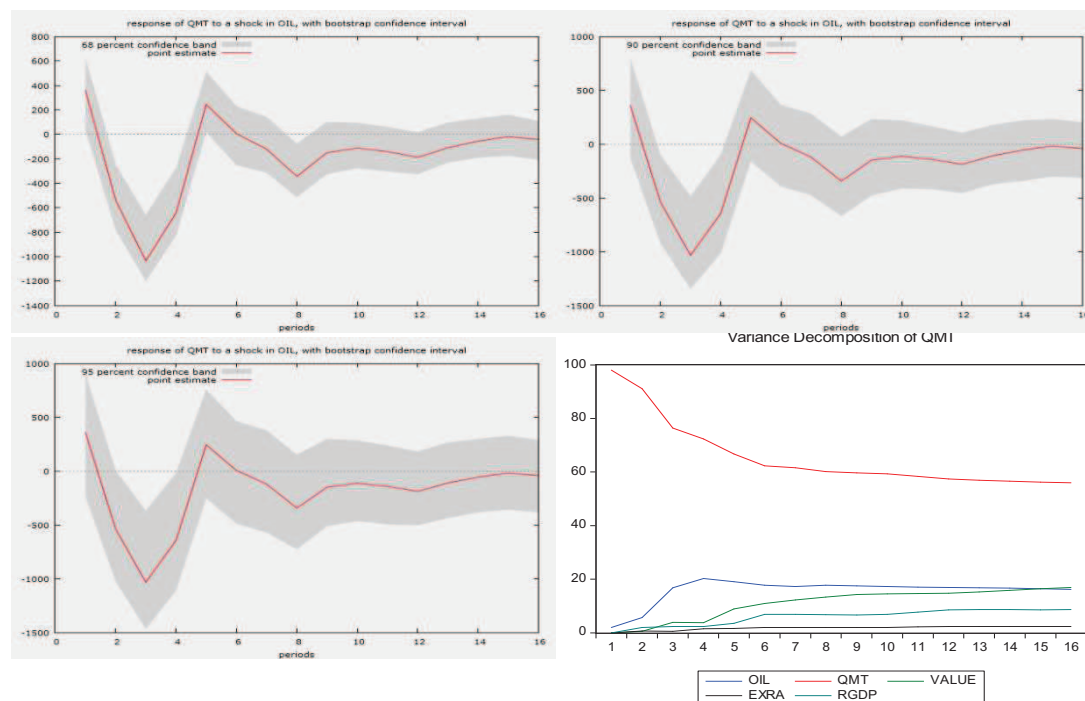 response of QMT to a shock in OIL, with bootstrap confidence interval
68 percent confidence band
point estimate
800
600
400
200
0
-200
-400
-600
-800
-1000
-1200
-1400
0 2 4 6 8 10 12 14 16
periods
response of QMT to a shock in OIL, with bootstrap confidence interval
90 percent confidence band
point estimate
1000
500
0
-500
-1000
-1500
0 2 4 6 8 10 12 14 16
periods
response of QMT to a shock in OIL, with bootstrap confidence interval
95 percent confidence band
point estimate
1000
500
0
-500
-1000
-1500
0 2 4 6 8 10 12 14 16
periods
Variance Decomposition of QMT
100
80
60
40
20
0
1 2 3 4 5 6 7 8 9 10 11 12 13 14 15 16
OIL QMT VALUE
EXRA RGDP